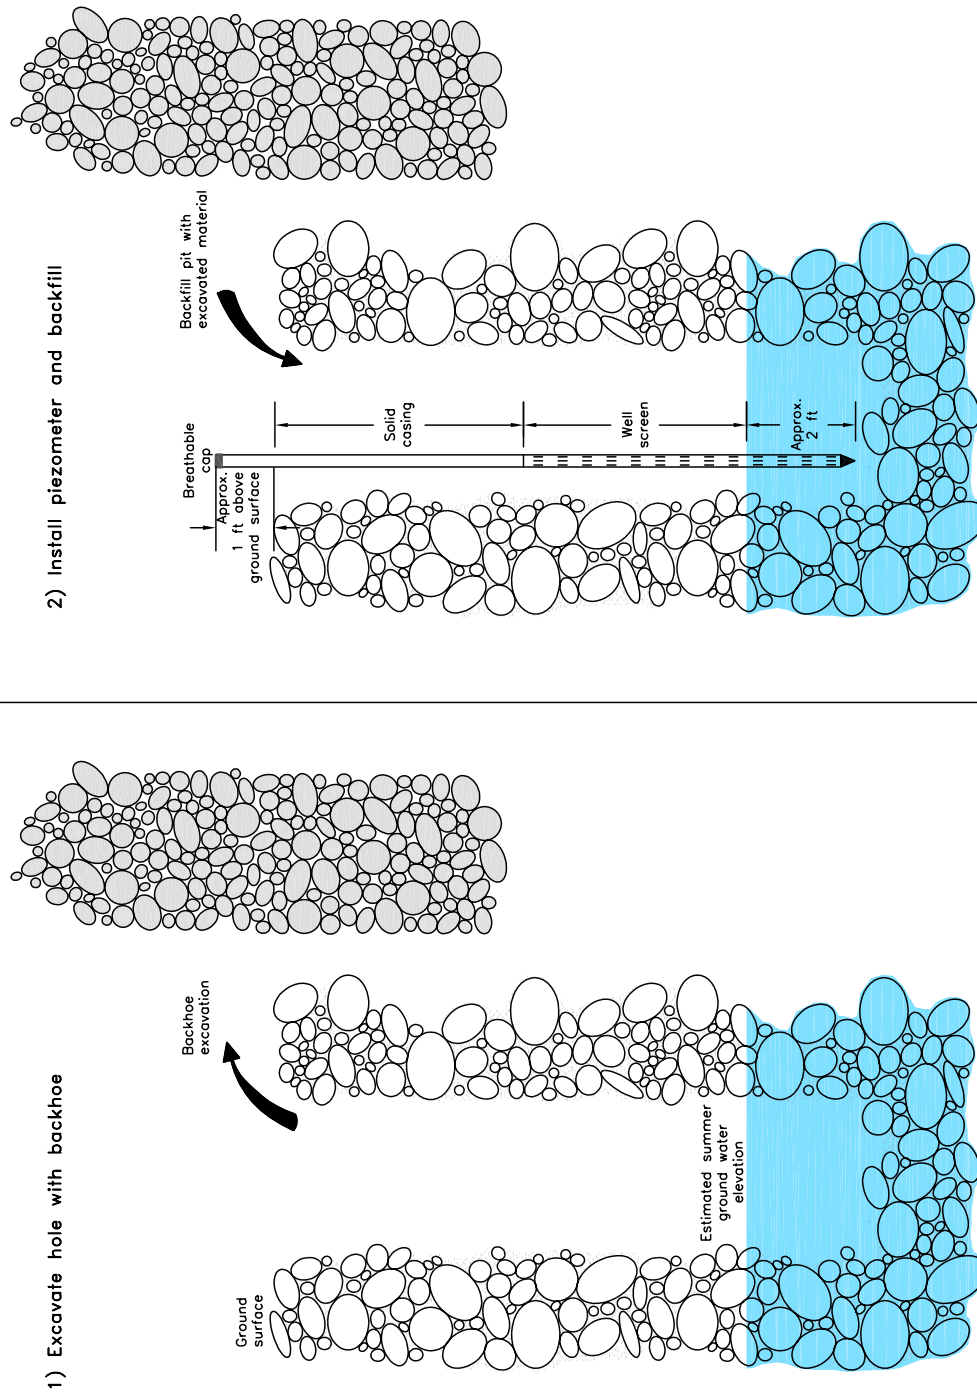 1) Excavate hole with backhoe
Backhoe
excavation
Ground
surface
Estimated summer
ground water
elevation
2) Install piezometer and backfill
Backfill pit with
excavated material
Breathable
cap
Approx.
1 ft above
ground surface
Solid
casing
Well
screen
Approx.
2 ft